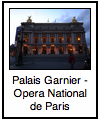 Palais Garnier -
Opera National
de Paris